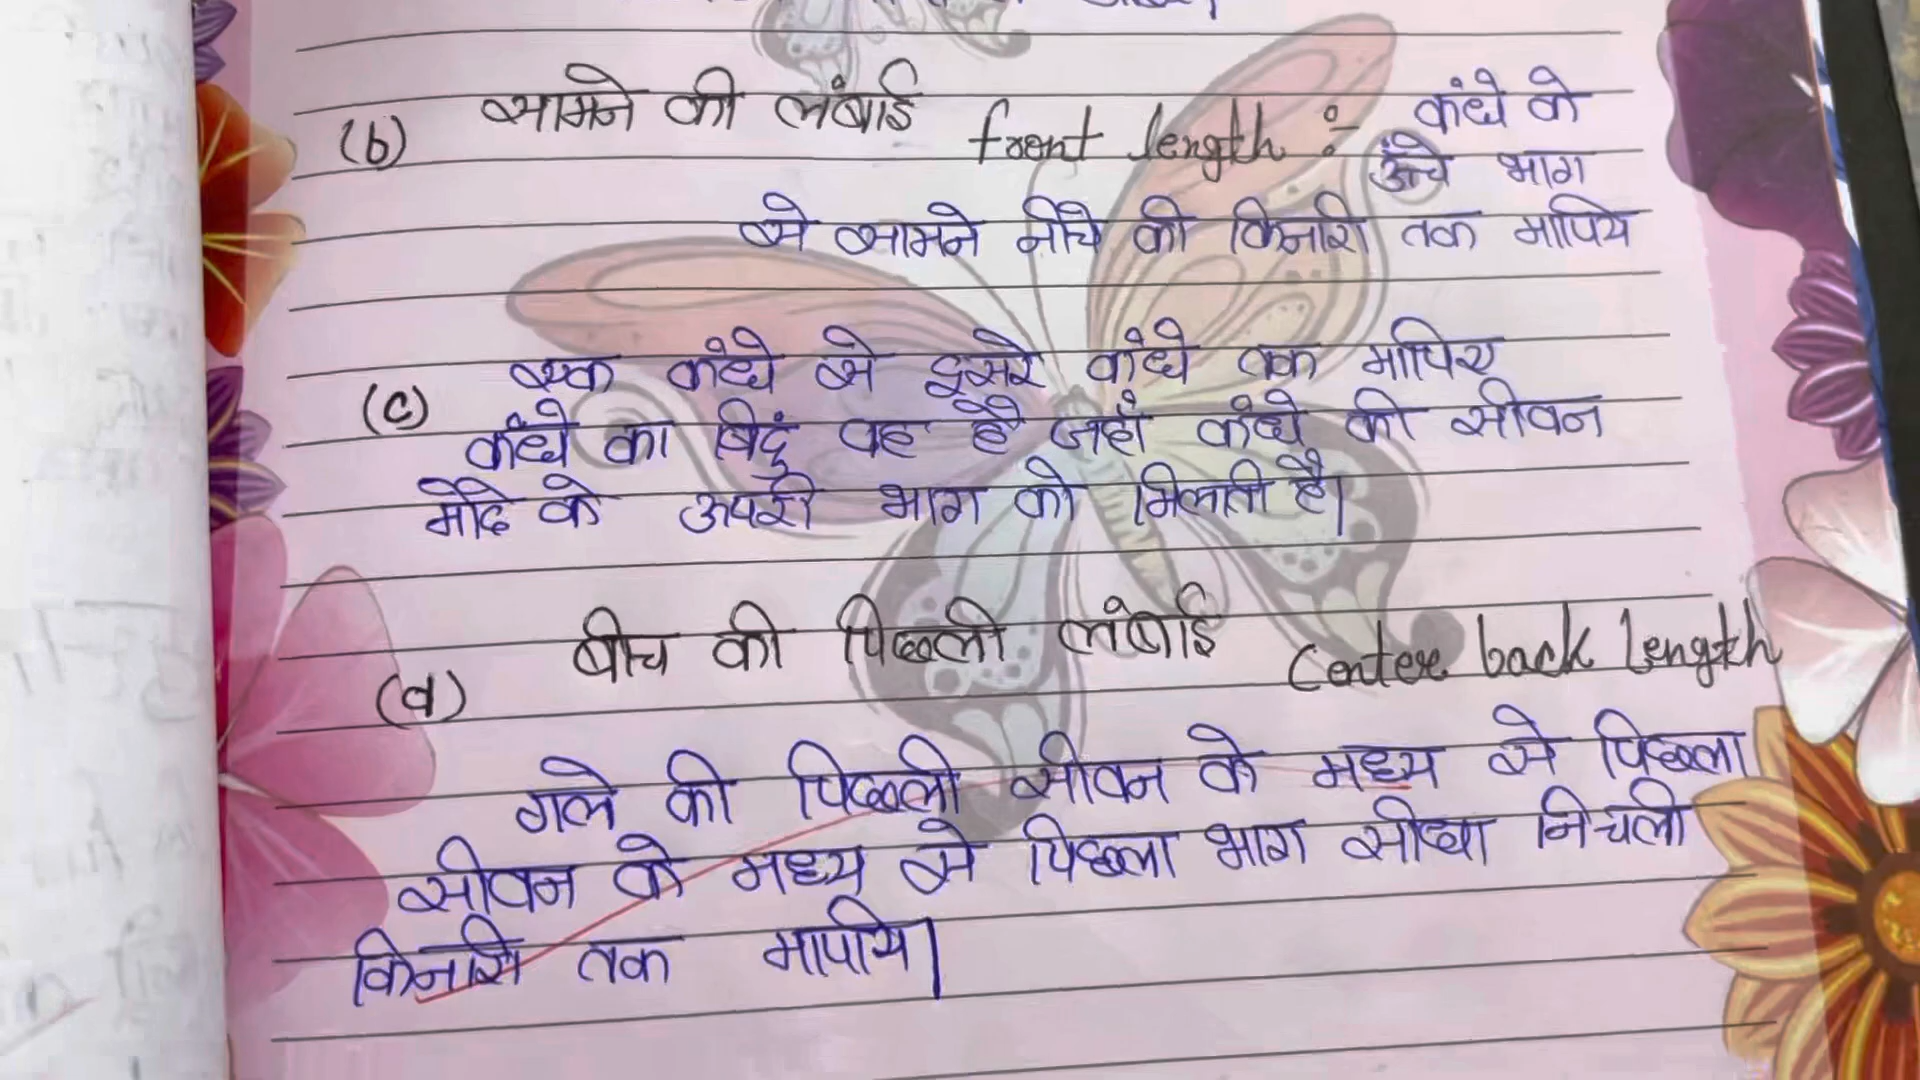 (b) सामने की लंबाई front length :- कंधे के
ऊंचे भाग
से सामने नीचे की किनारी तक मापिये
(c) एक कंधे से दूसरे कंधे तक मापिए
कंधे का बिंदु वह है जहाँ कंधे की सीवन
मोंढे के ऊपरी भाग को मिलाती है।
(d) बीच की पिछली लंबाई Center back length
गले की पिछली सीवन के मध्य से पिछला
सीवन के मध्य से पिछला भाग सीधा निचली
किनारी तक मापीये।